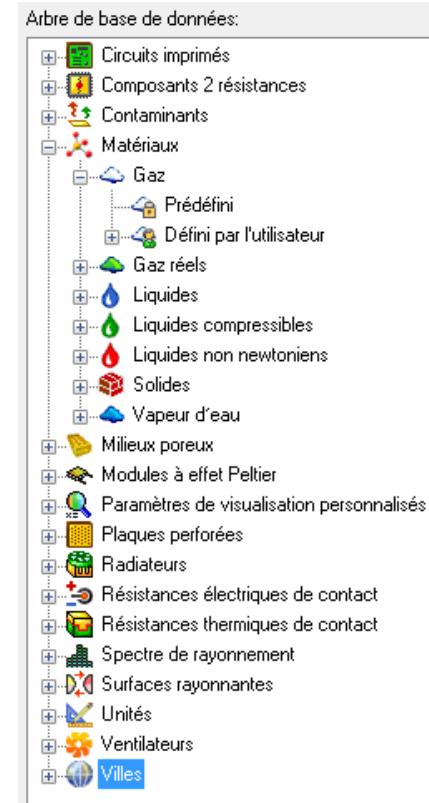 Arbre de base de données:
Circuits imprimés
Composants 2 résistances
Contaminants
Matériaux
Gaz
Prédéfini
Défini par l'utilisateur
Gaz réels
Liquides
Liquides compressibles
Liquides non newtoniens
Solides
Vapeur d´eau
Milieux poreux
Modules à effet Peltier
Paramètres de visualisation personnalisés
Plaques perforées
Radiateurs
Résistances électriques de contact
Résistances thermiques de contact
Spectre de rayonnement
Surfaces rayonnantes
Unités
Ventilateurs
Villes